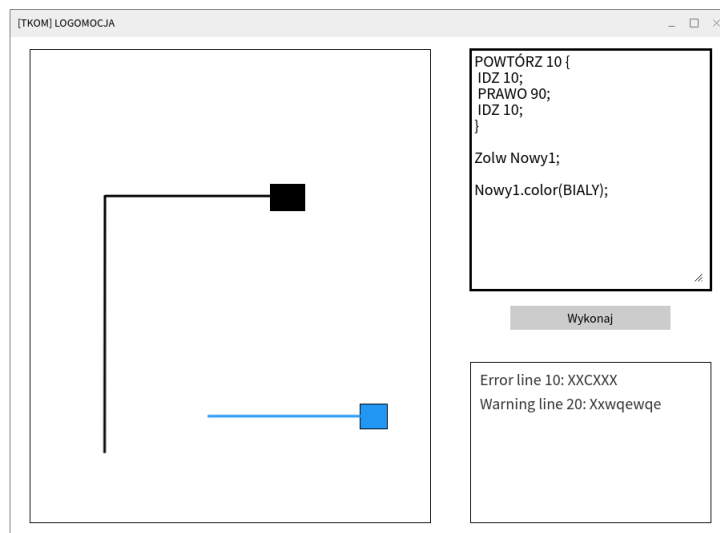 [TKOM] LOGOMOCJA
POWTÓRZ 10 {
IDZ 10;
PRAWO 90;
IDZ 10;
}
Zolw Nowy1;
Nowy1.color(BIALY);
Wykonaj
Error line 10: XXCXXX
Warning line 20: Xxwqewqe